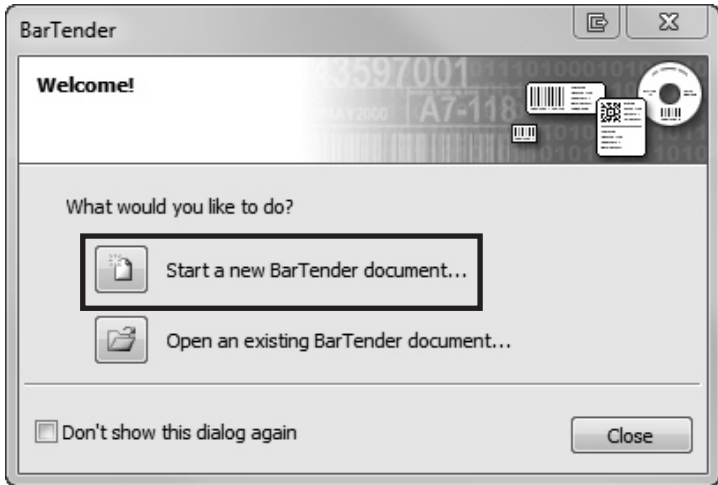 BarTender
Welcome!
43597001
A7-118
MAY2000
What would you like to do?
Start a new BarTender document...
Open an existing BarTender document...
Don't show this dialog again
Close